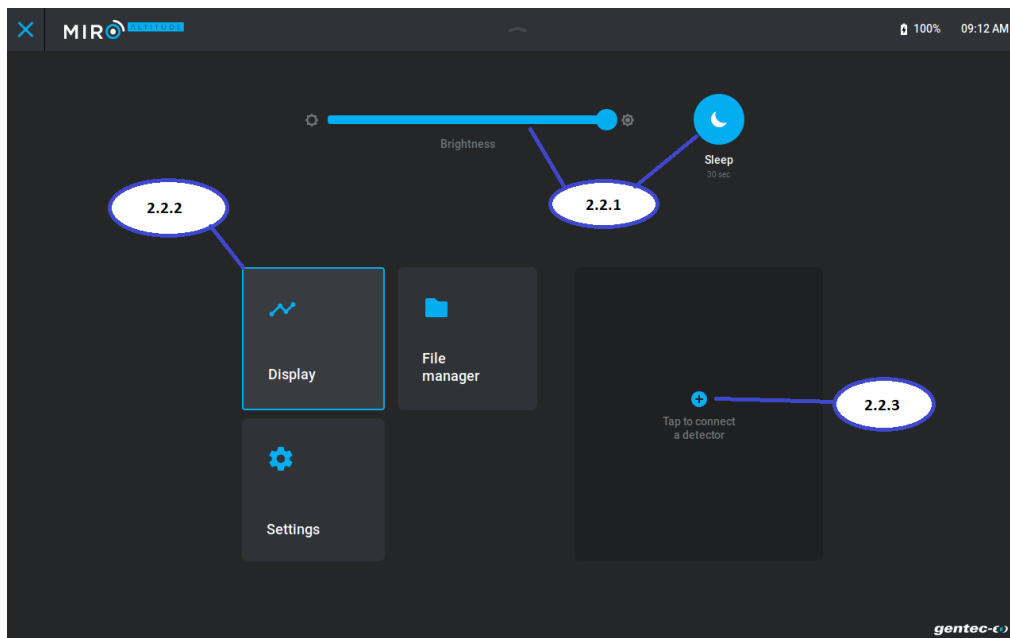 MIRO ALTITUDE
100% 09:12 AM
Brightness
Sleep
30 sec
2.2.1
2.2.2
Display
File
manager
2.2.3
Tap to connect
a detector
Settings
gentec-eo